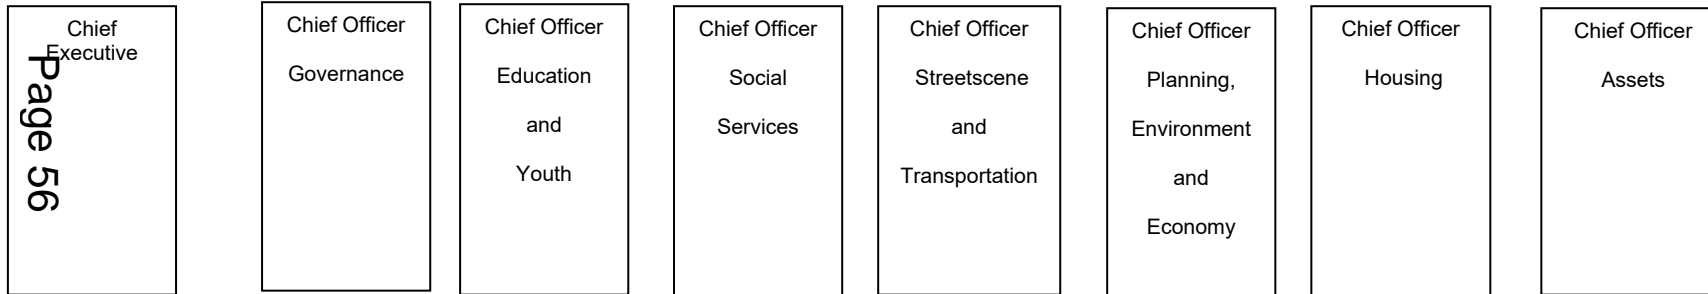 Chief
Executive
Page 56
Chief Officer
Governance
Chief Officer
Education
and
Youth
Chief Officer
Social
Services
Chief Officer
Streetscene
and
Transportation
Chief Officer
Planning,
Environment
and
Economy
Chief Officer
Housing
Chief Officer
Assets